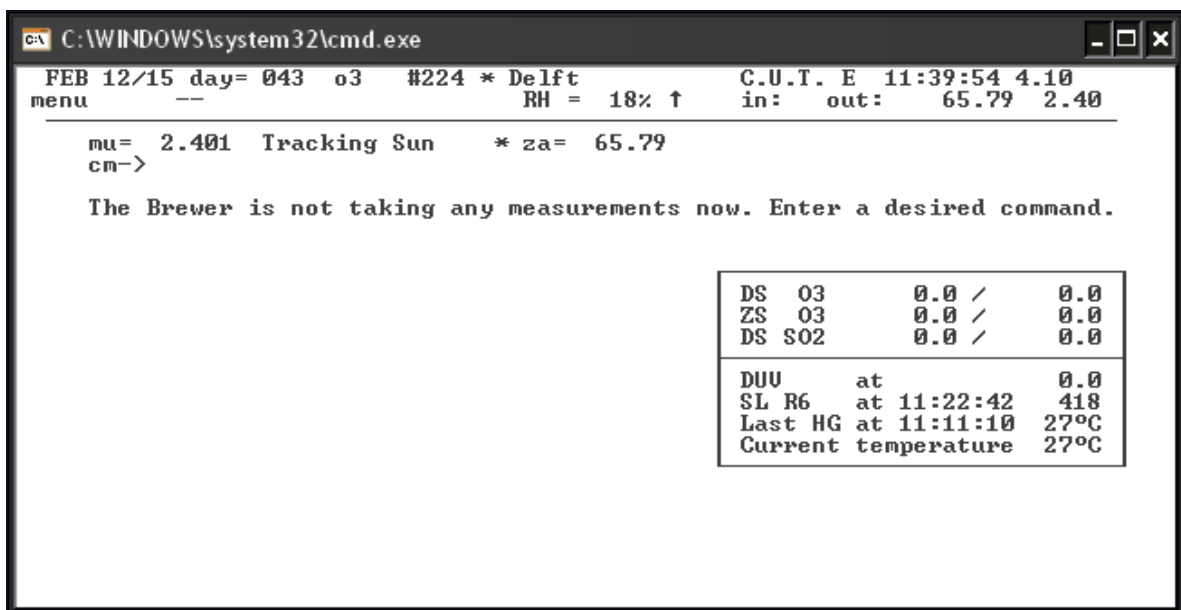 C:\WINDOWS\system32\cmd.exe
FEB 12/15 day= 043 o3 #224 * Delft C.U.T. E 11:39:54 4.10
menu -- RH = 18% ↑ in: out: 65.79 2.40
mu= 2.401 Tracking Sun * za= 65.79
cm->
The Brewer is not taking any measurements now. Enter a desired command.
DS O3 0.0 / 0.0
ZS O3 0.0 / 0.0
DS SO2 0.0 / 0.0
DUV at 0.0
SL R6 at 11:22:42 418
Last HG at 11:11:10 27ºC
Current temperature 27ºC